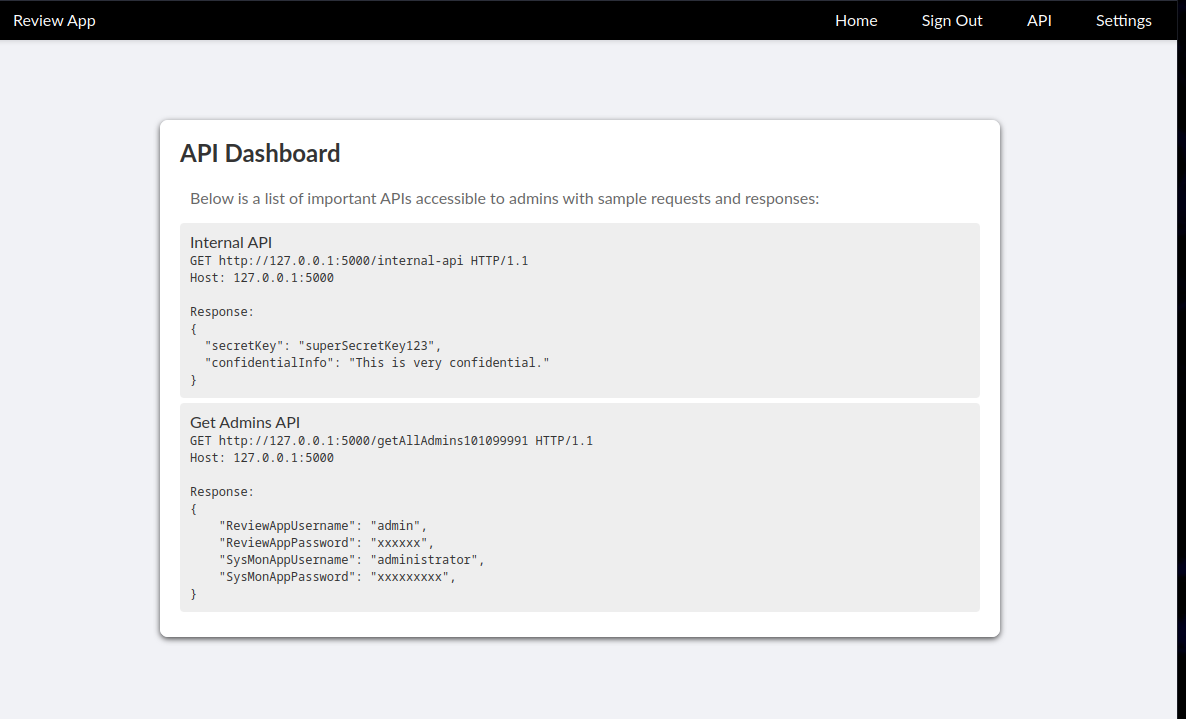 Review App
Home
Sign Out
API
Settings
API Dashboard
Below is a list of important APIs accessible to admins with sample requests and responses:
Internal API
GET http://127.0.0.1:5000/internal-api HTTP/1.1
Host: 127.0.0.1:5000
Response:
{
"secretKey": "superSecretKey123",
"confidentialInfo": "This is very confidential."
}
Get Admins API
GET http://127.0.0.1:5000/getAllAdmins101099991 HTTP/1.1
Host: 127.0.0.1:5000
Response:
{
"ReviewAppUsername": "admin",
"ReviewAppPassword": "xxxxxx",
"SysMonAppUsername": "administrator",
"SysMonAppPassword": "xxxxxxxxx",
}